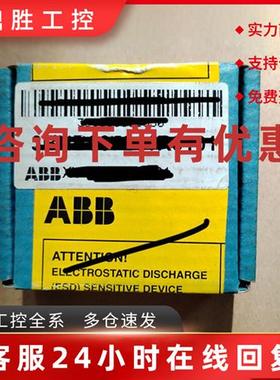 胜工控
实力
支持
免费
咨询下单有优惠
ABB
ABB
ATTENTION!
ELECTROSTATIC DISCHARGE
(ESD) SENSITIVE DEVICE
工控全系 多仓速发
客服24小时在线回复